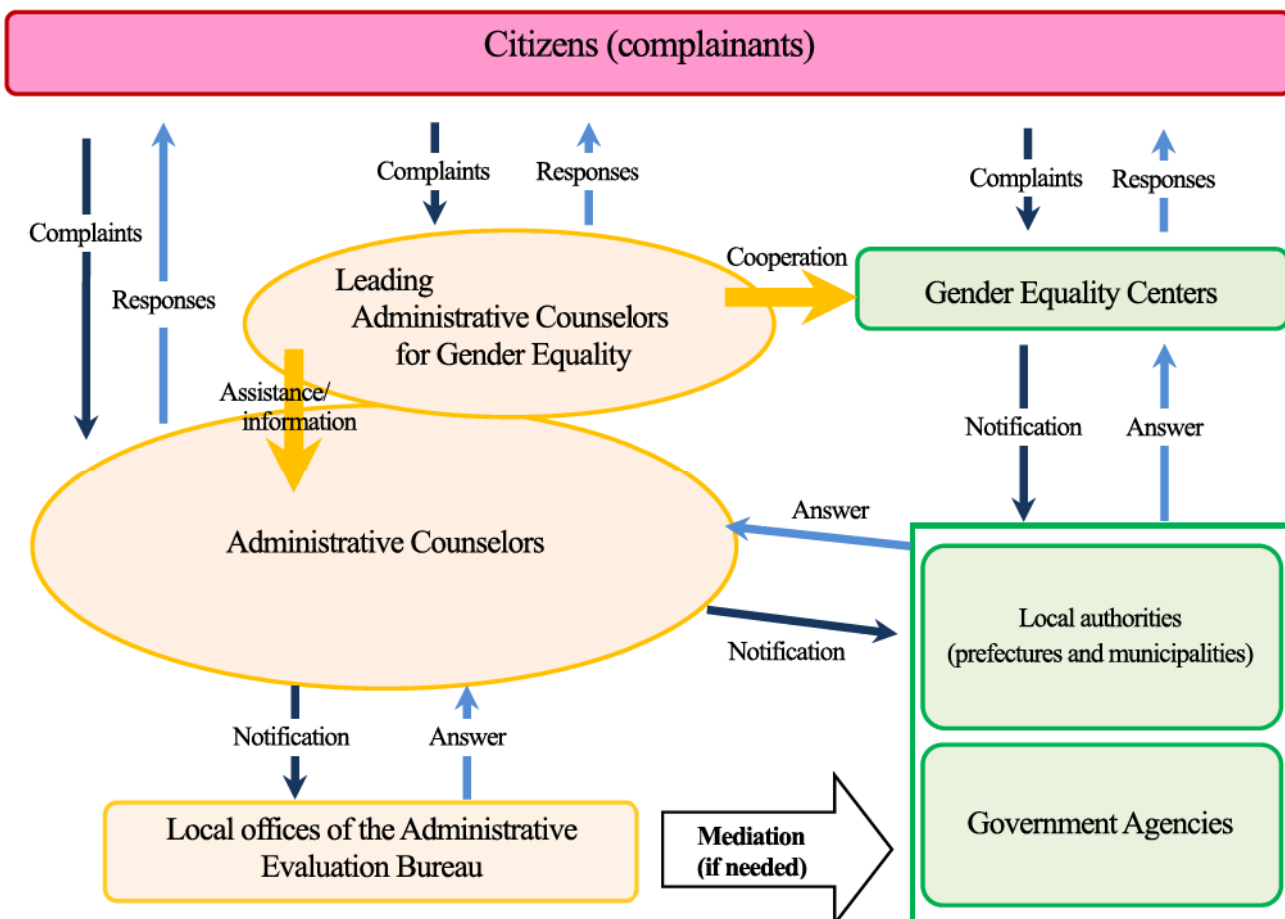 Citizens (complainants)
Complaints
Responses
Complaints
Responses
Complaints
Responses
Cooperation
Leading
Administrative Counselors
for Gender Equality
Gender Equality Centers
Assistance/
information
Notification
Answer
Administrative Counselors
Answer
Notification
Local authorities
(prefectures and municipalities)
Notification
Answer
Local offices of the Administrative
Evaluation Bureau
Mediation
(if needed)
Government Agencies